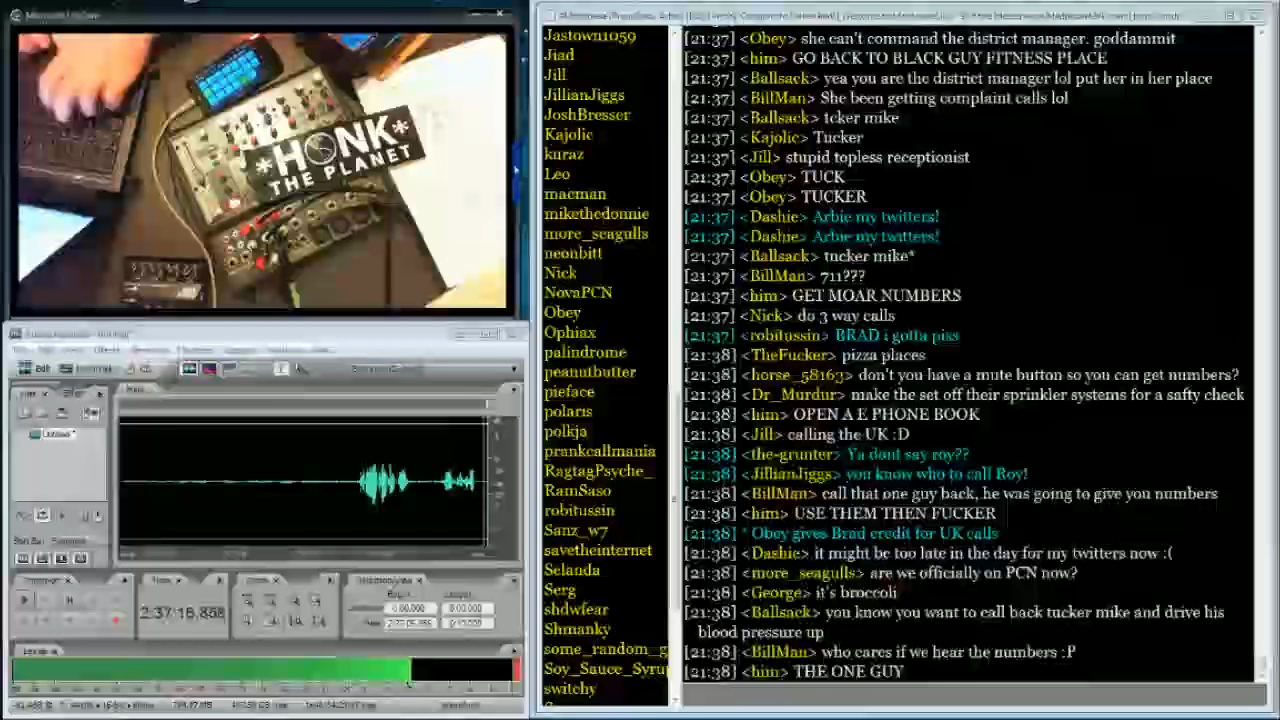 *HONK*
THE PLANET
Edit
2:37:16.858
Jastown1059
Jiad
Jill
JillianJiggs
JoshBresser
Kajolic
kuraz
Leo
macman
mikethedonnie
more_seagulls
neonbitt
Nick
NovaPCN
Obey
Ophiax
palindrome
peanutbutter
pieface
polaris
polkja
prankcallmania
RagtagPsyche_
RamSaso
robitussin
Sanz_w7
savetheinternet
Selanda
Serg
shdwfear
Shmanky
some_random_g
Soy_Sauce_Syru
switchy
[21:37] <Obey> she can't command the district manager. goddammit
[21:37] <him> GO BACK TO BLACK GUY FITNESS PLACE
[21:37] <Ballsack> yea you are the district manager lol put her in her place
[21:37] <BillMan> She been getting complaint calls lol
[21:37] <Ballsack> tcker mike
[21:37] <Kajolic> Tucker
[21:37] <Jill> stupid topless receptionist
[21:37] <Obey> TUCK
[21:37] <Obey> TUCKER
[21:37] <Dashie> Arbie my twitters!
[21:37] <Dashie> Arbie my twitters!
[21:37] <Ballsack> tucker mike*
[21:37] <BillMan> 711???
[21:37] <him> GET MOAR NUMBERS
[21:37] <Nick> do 3 way calls
[21:37] <robitussin> BRAD i gotta piss
[21:38] <TheFucker> pizza places
[21:38] <horse_58163> don't you have a mute button so you can get numbers?
[21:38] <Dr_Murdur> make the set off their sprinkler systems for a safty check
[21:38] <him> OPEN A E PHONE BOOK
[21:38] <Jill> calling the UK :D
[21:38] <the-grunter> Ya dont say roy??
[21:38] <JillianJiggs> you know who to call Roy!
[21:38] <BillMan> call that one guy back, he was going to give you numbers
[21:38] <him> USE THEM THEN FUCKER
[21:38] * Obey gives Brad credit for UK calls
[21:38] <Dashie> it might be too late in the day for my twitters now :(
[21:38] <more_seagulls> are we officially on PCN now?
[21:38] <George> it's broccoli
[21:38] <Ballsack> you know you want to call back tucker mike and drive his
blood pressure up
[21:38] <BillMan> who cares if we hear the numbers :P
[21:38] <him> THE ONE GUY